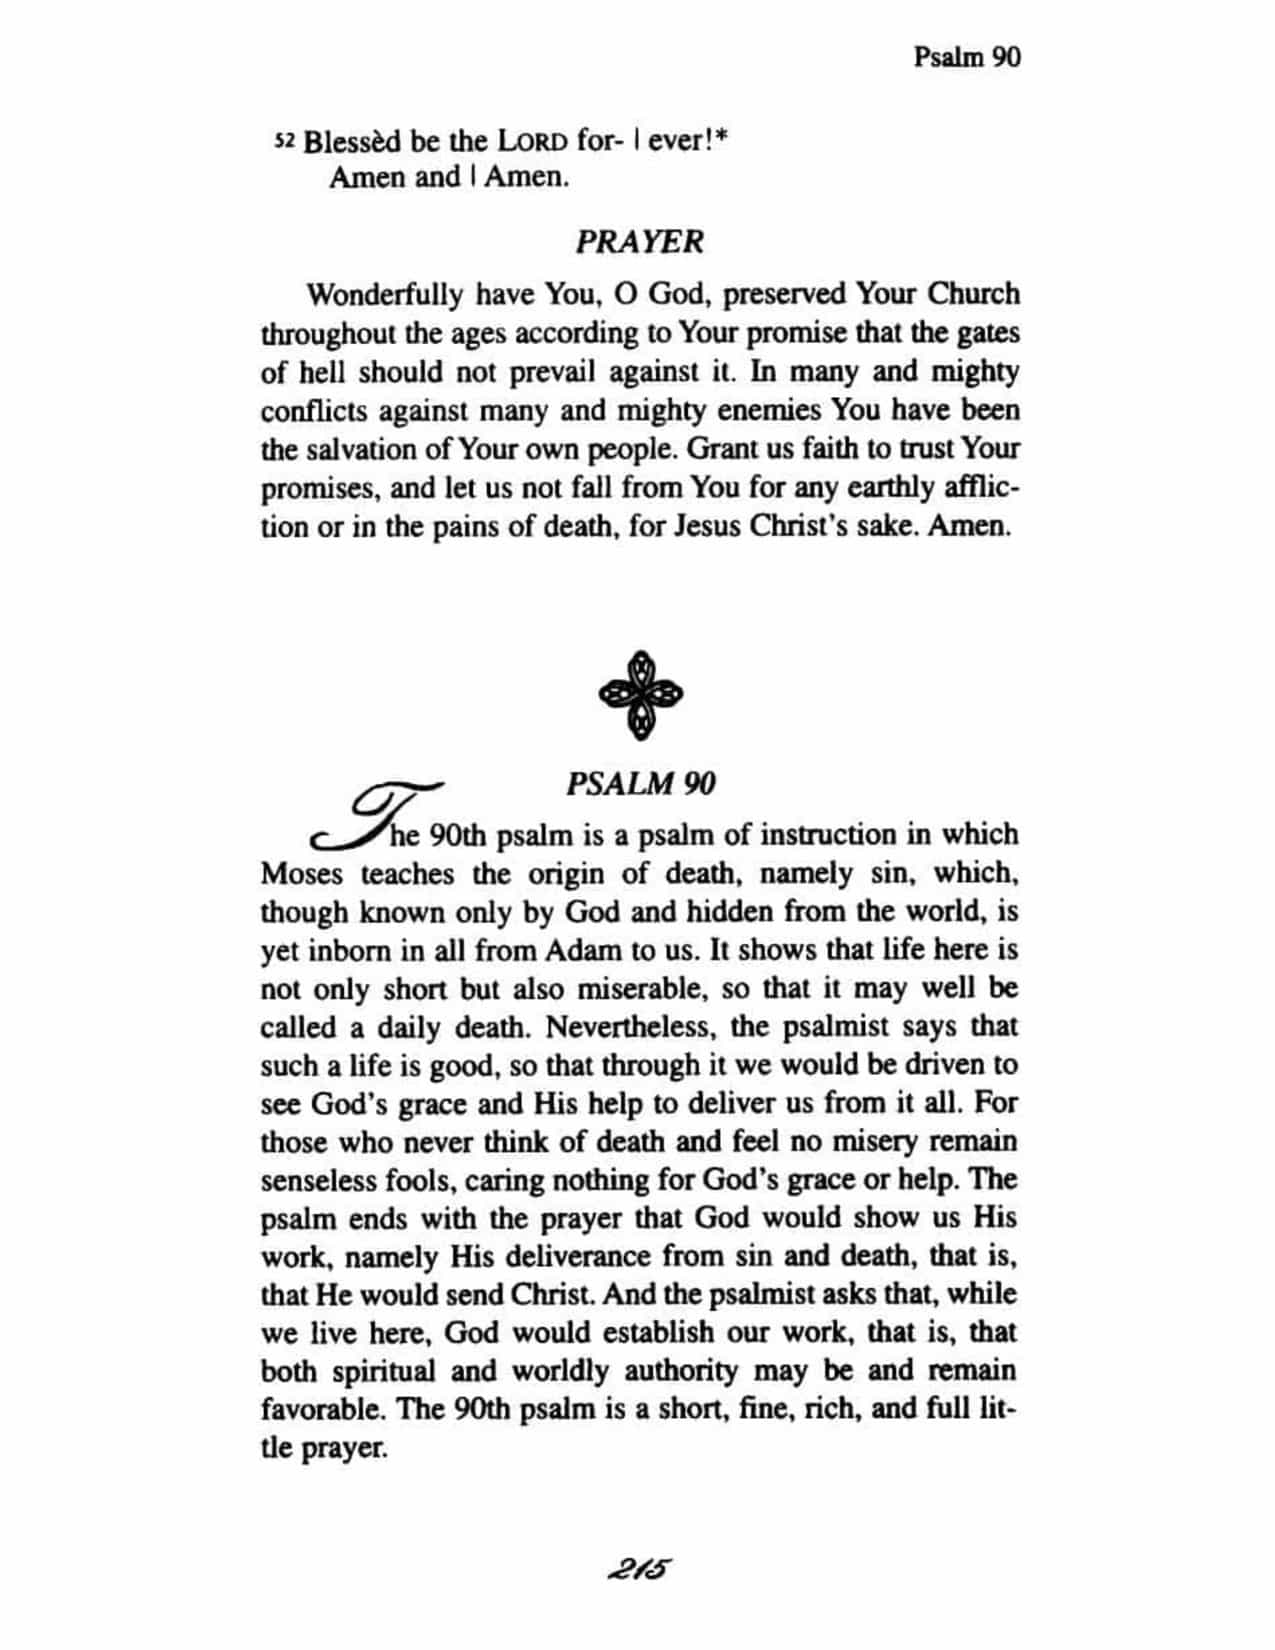 Psalm 90
52 Blessèd be the LORD for- | ever!*
Amen and | Amen.
PRAYER
Wonderfully have You, O God, preserved Your Church
throughout the ages according to Your promise that the gates
of hell should not prevail against it. In many and mighty
conflicts against many and mighty enemies You have been
the salvation of Your own people. Grant us faith to trust Your
promises, and let us not fall from You for any earthly afflic-
tion or in the pains of death, for Jesus Christ's sake. Amen.
PSALM 90
The 90th psalm is a psalm of instruction in which
Moses teaches the origin of death, namely sin, which,
though known only by God and hidden from the world, is
yet inborn in all from Adam to us. It shows that life here is
not only short but also miserable, so that it may well be
called a daily death. Nevertheless, the psalmist says that
such a life is good, so that through it we would be driven to
see God's grace and His help to deliver us from it all. For
those who never think of death and feel no misery remain
senseless fools, caring nothing for God's grace or help. The
psalm ends with the prayer that God would show us His
work, namely His deliverance from sin and death, that is,
that He would send Christ. And the psalmist asks that, while
we live here, God would establish our work, that is, that
both spiritual and worldly authority may be and remain
favorable. The 90th psalm is a short, fine, rich, and full lit-
tle prayer.
215